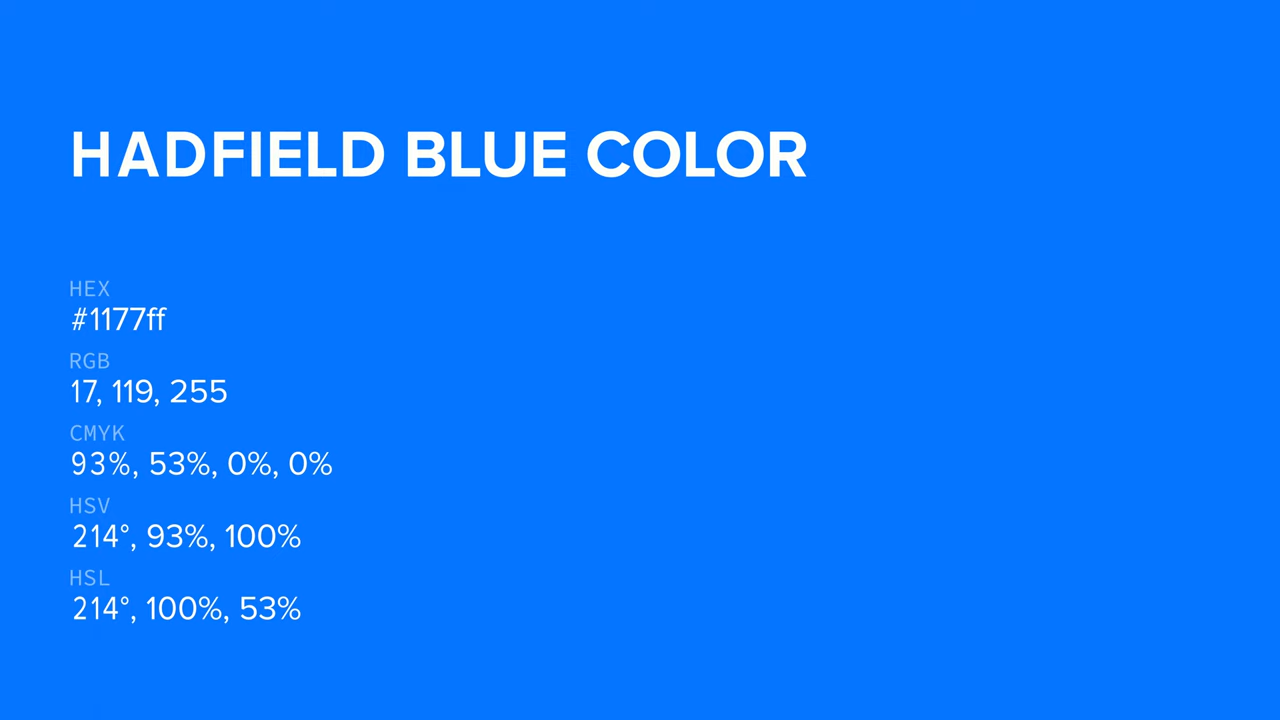 HADFIELD BLUE COLOR
HEX
#1177ff
RGB
17, 119, 255
CMYK
93%, 53%, 0%, 0%
HSV
214°, 93%, 100%
HSL
214°, 100%, 53%